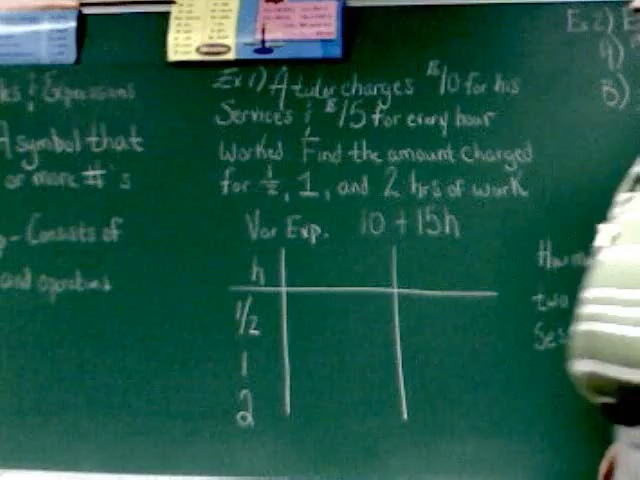 Expressions
A symbol that
or more #'s
Consists of
and operations
Ex 1) A tutor charges $10 for his
Services & $15 for every hour
Worked Find the amount charged
for 1/2, 1, and 2 hrs of work
Var Exp. 10 + 15h
h
1/2
1
2
Ex 2)
two